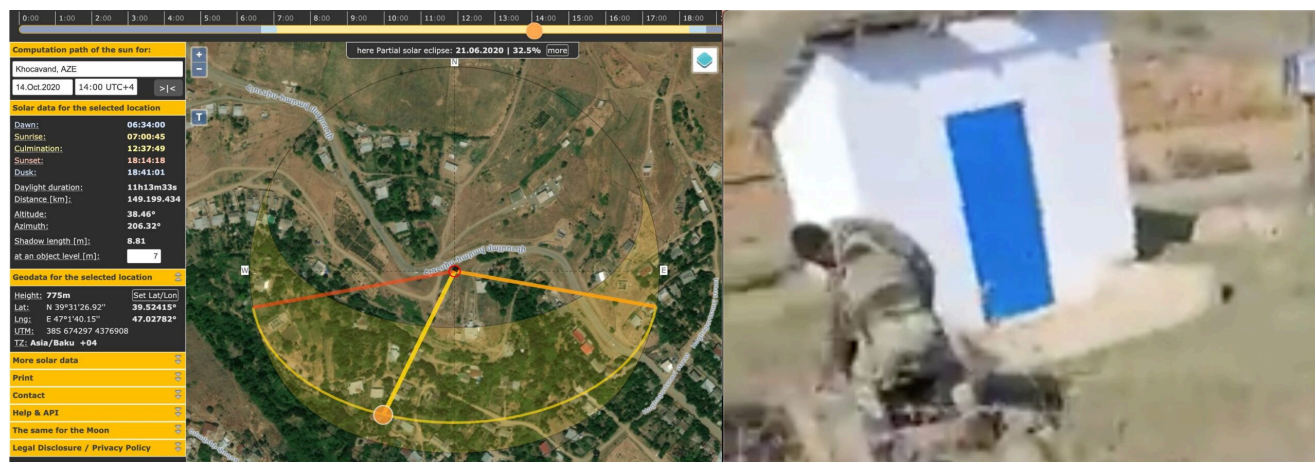 0:00 1:00 2:00 3:00 4:00 5:00 6:00 7:00 8:00 9:00 10:00 11:00 12:00 13:00 14:00 15:00 16:00 17:00 18:00
Computation path of the sun for:
Khocavand, AZE
14.Oct.2020 14:00 UTC+4 >|<
Solar data for the selected location
Dawn: 06:34:00
Sunrise: 07:00:45
Culmination: 12:37:49
Sunset: 18:14:18
Dusk: 18:41:01
Daylight duration: 11h13m33s
Distance [km]: 149.199.434
Altitude: 38.46°
Azimuth: 206.32°
Shadow length [m]: 8.81
at an object level [m]: 7
Geodata for the selected location
Height: 775m Set Lat/Lon
Lat: N 39°31'26.92" 39.52415°
Lng: E 47°1'40.15" 47.02782°
UTM: 38S 674297 4376908
TZ: Asia/Baku +04
More solar data
Print
Contact
Help & API
The same for the Moon
Legal Disclosure / Privacy Policy
+
−
T
here Partial solar eclipse: 21.06.2020 | 32.5% more
N
W
E